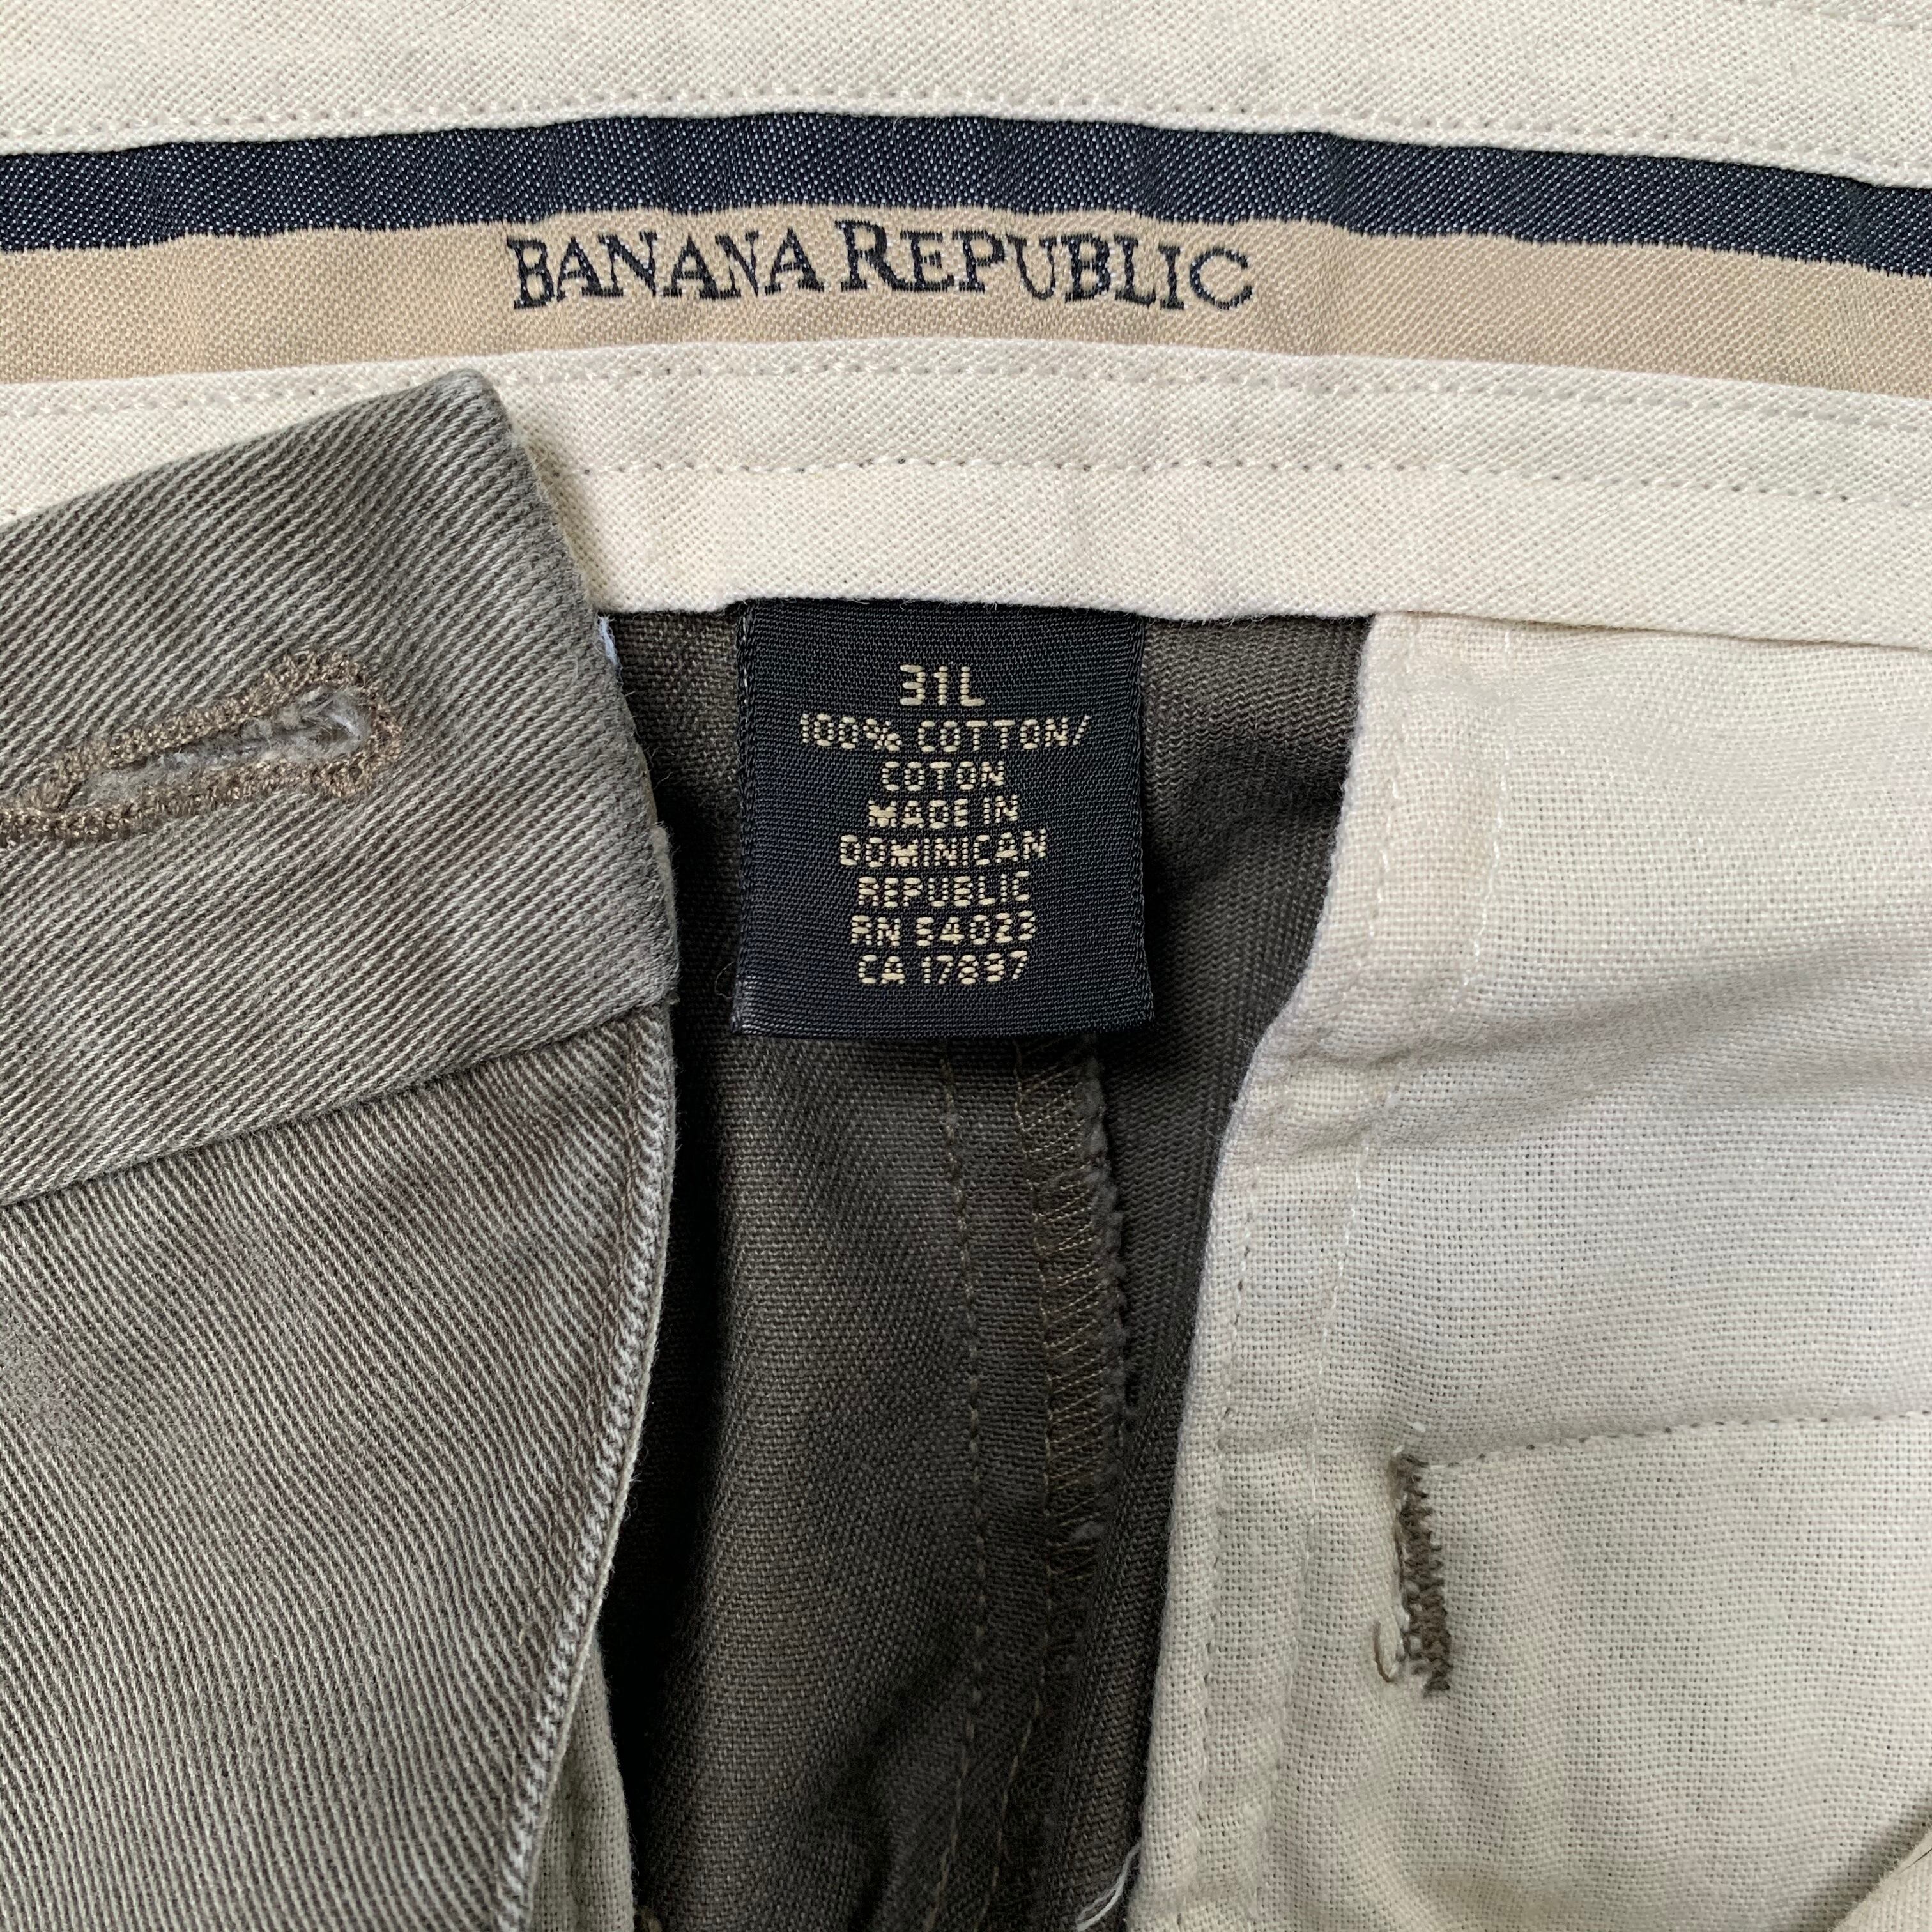 BANANA REPUBLIC
31L
100% COTTON/
COTON
MADE IN
DOMINICAN
REPUBLIC
RN 54023
CA 17897